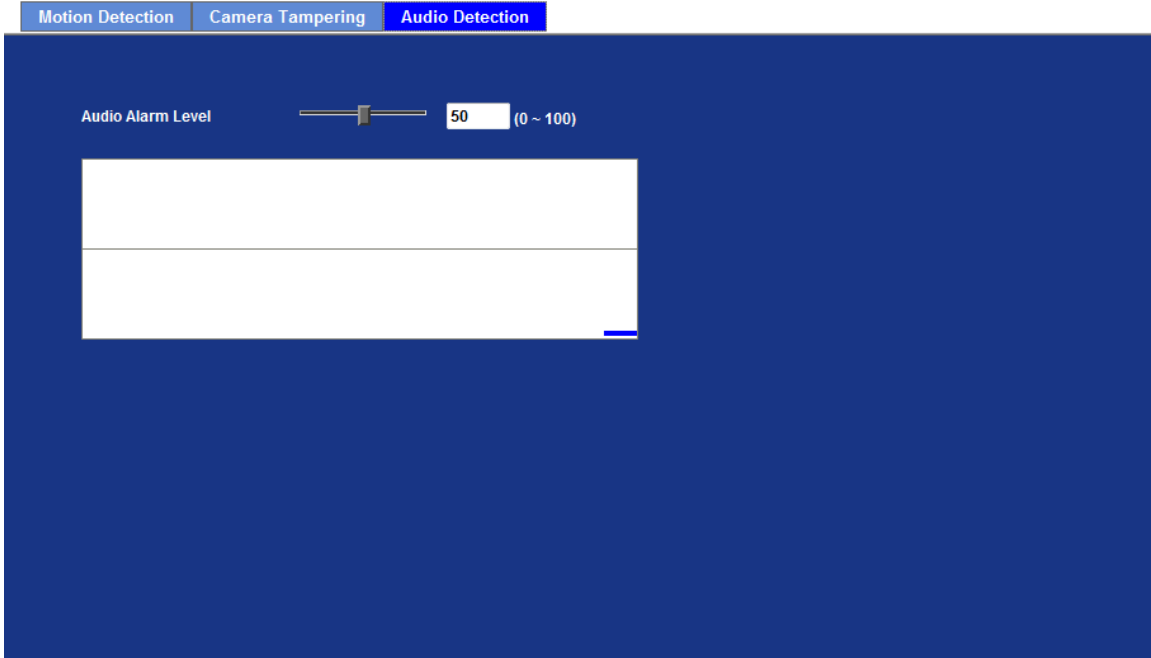 Motion Detection Camera Tampering Audio Detection
Audio Alarm Level 50 (0 ~ 100)